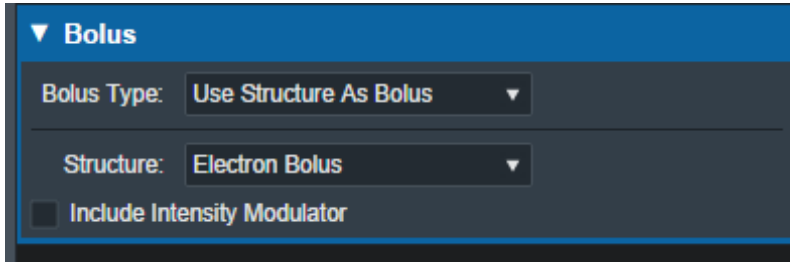 Bolus
Bolus Type: Use Structure As Bolus
Structure: Electron Bolus
Include Intensity Modulator